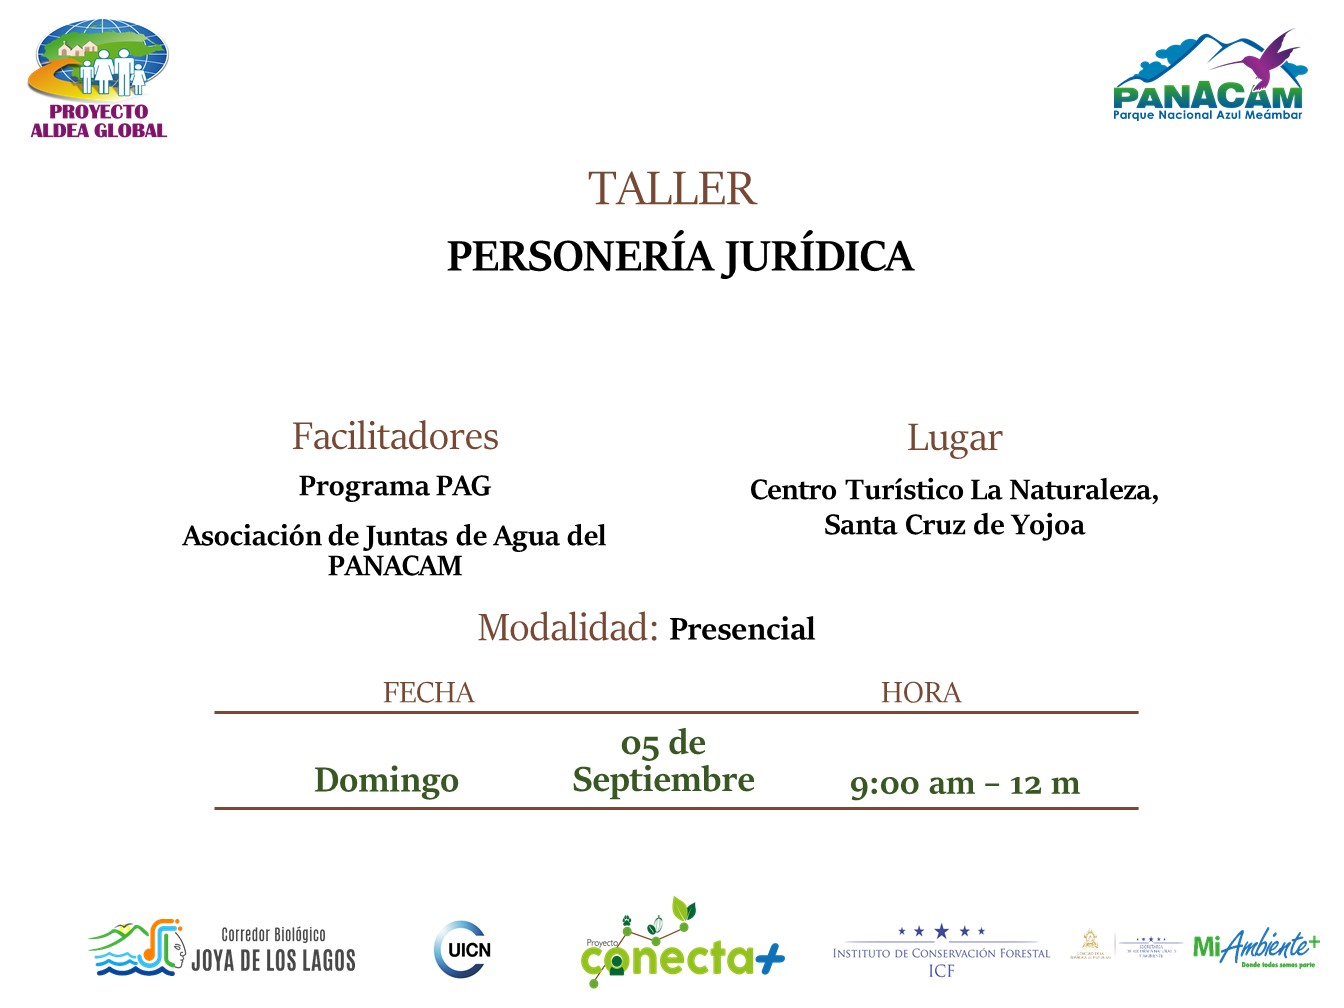 PROYECTO
ALDEA GLOBAL
PANACAM
Parque Nacional Azul Meámbar
TALLER
PERSONERÍA JURÍDICA
Facilitadores
Programa PAG
Asociación de Juntas de Agua del
PANACAM
Lugar
Centro Turístico La Naturaleza,
Santa Cruz de Yojoa
Modalidad: Presencial
FECHA HORA
Domingo
05 de
Septiembre
9:00 am – 12 m
Corredor Biológico
JOYA DE LOS LAGOS
UICN
Proyecto
conecta+
INSTITUTO DE CONSERVACIÓN FORESTAL
ICF
MiAmbiente+
Donde todos somos parte